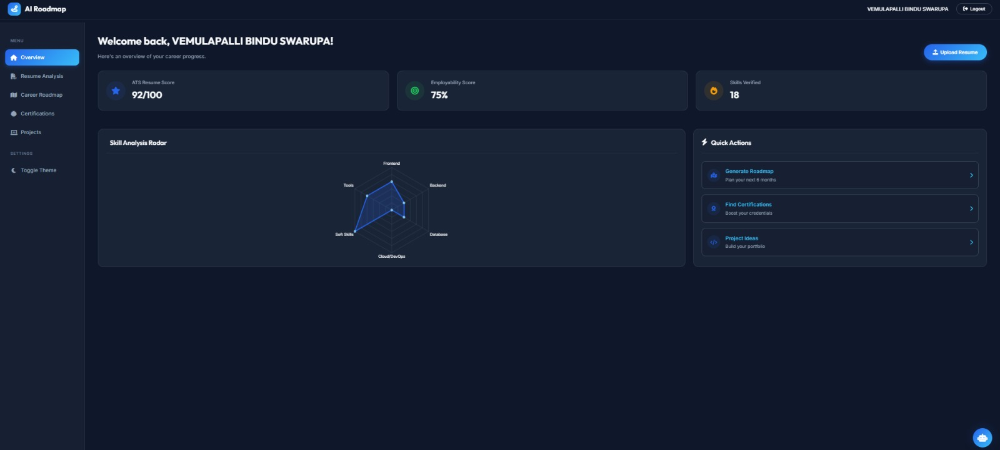 AI Roadmap
VEMULAPALLI BINDU SWARUPA
Logout
MENU
Overview
Resume Analysis
Career Roadmap
Certifications
Projects
SETTINGS
Toggle Theme
Welcome back, VEMULAPALLI BINDU SWARUPA!
Here's an overview of your career progress.
Upload Resume
ATS Resume Score
92/100
Employability Score
75%
Skills Verified
18
Skill Analysis Radar
Frontend
Backend
Database
Cloud/DevOps
Soft Skills
Tools
Quick Actions
Generate Roadmap
Plan your next 6 months
Find Certifications
Boost your credentials
Project Ideas
Build your portfolio